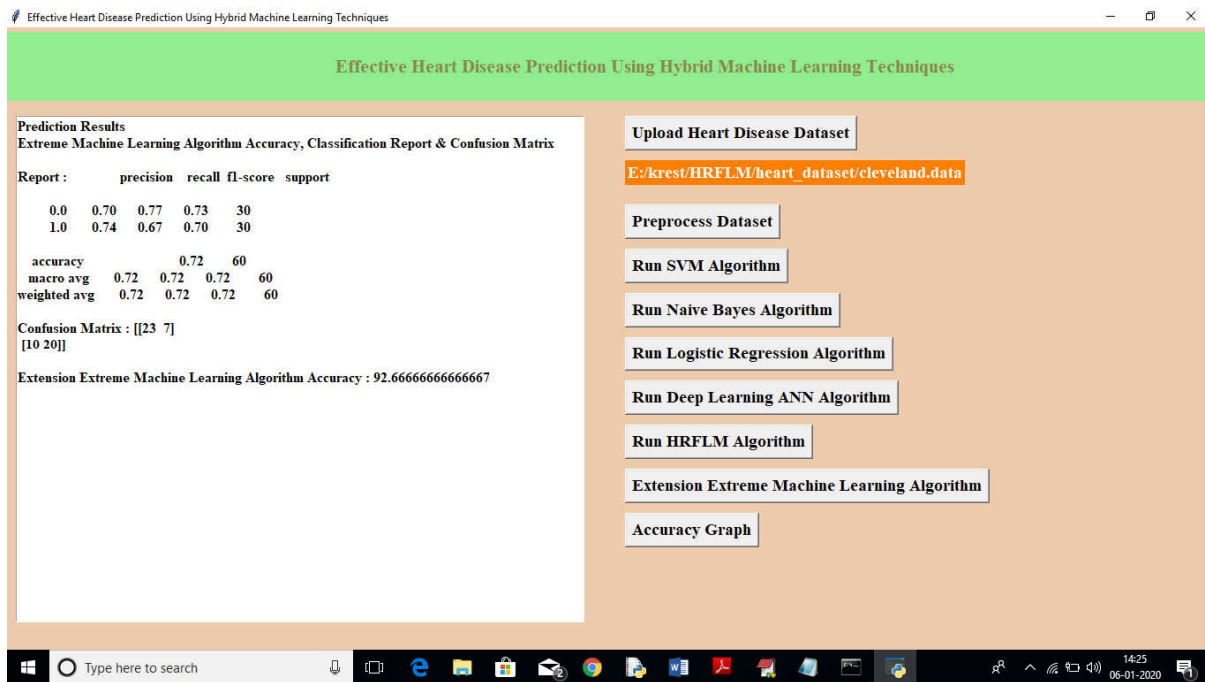 Effective Heart Disease Prediction Using Hybrid Machine Learning Techniques
Effective Heart Disease Prediction Using Hybrid Machine Learning Techniques
Prediction Results
Extreme Machine Learning Algorithm Accuracy, Classification Report & Confusion Matrix
Report : precision recall f1-score support
0.0 0.70 0.77 0.73 30
1.0 0.74 0.67 0.70 30
accuracy 0.72 60
macro avg 0.72 0.72 0.72 60
weighted avg 0.72 0.72 0.72 60
Confusion Matrix : [[23 7]
[10 20]]
Extension Extreme Machine Learning Algorithm Accuracy : 92.66666666666667
Upload Heart Disease Dataset
E:/krest/HRFLM/heart_dataset/cleveland.data
Preprocess Dataset
Run SVM Algorithm
Run Naive Bayes Algorithm
Run Logistic Regression Algorithm
Run Deep Learning ANN Algorithm
Run HRFLM Algorithm
Extension Extreme Machine Learning Algorithm
Accuracy Graph
Type here to search
2
14:25
06-01-2020
1